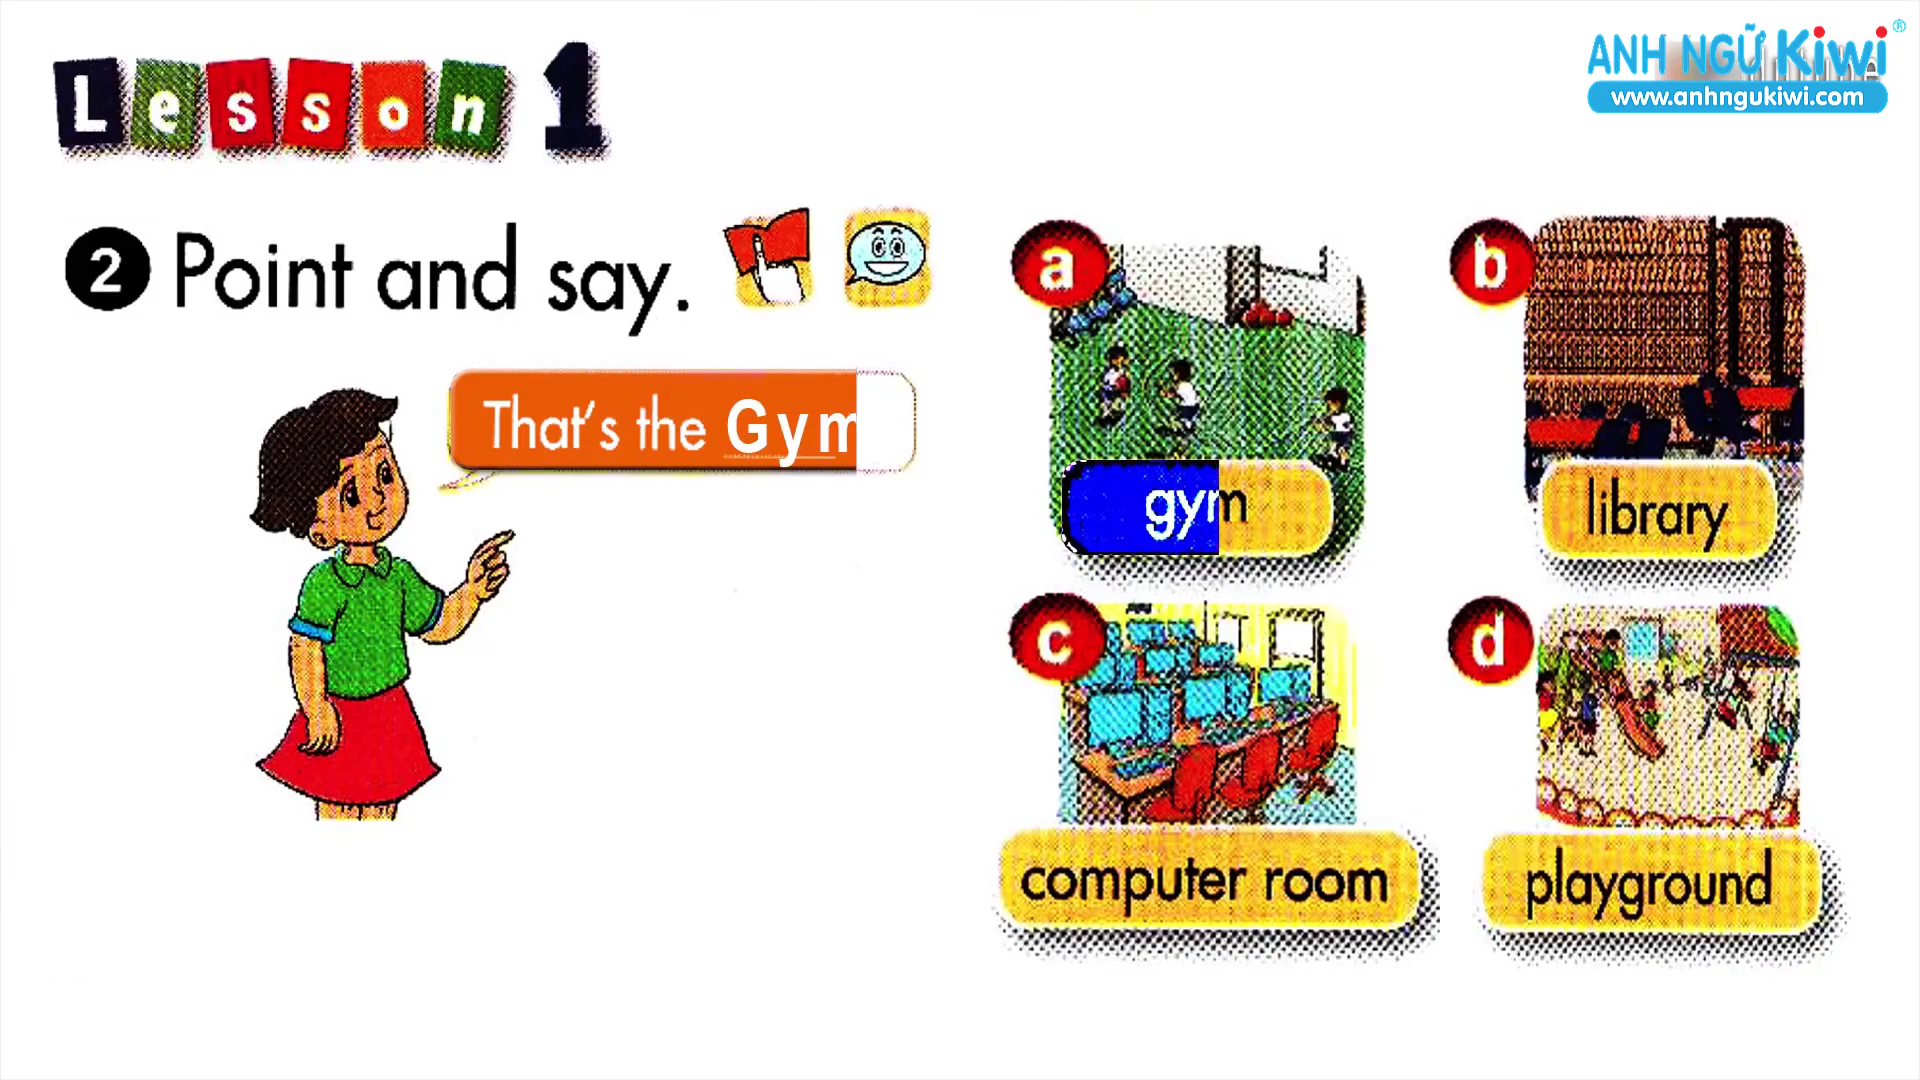 Lesson 1
ANH NGỮ Kiwi®
www.anhngukiwi.com
2 Point and say.
That's the Gym
a
gym
b
library
c
computer room
d
playground